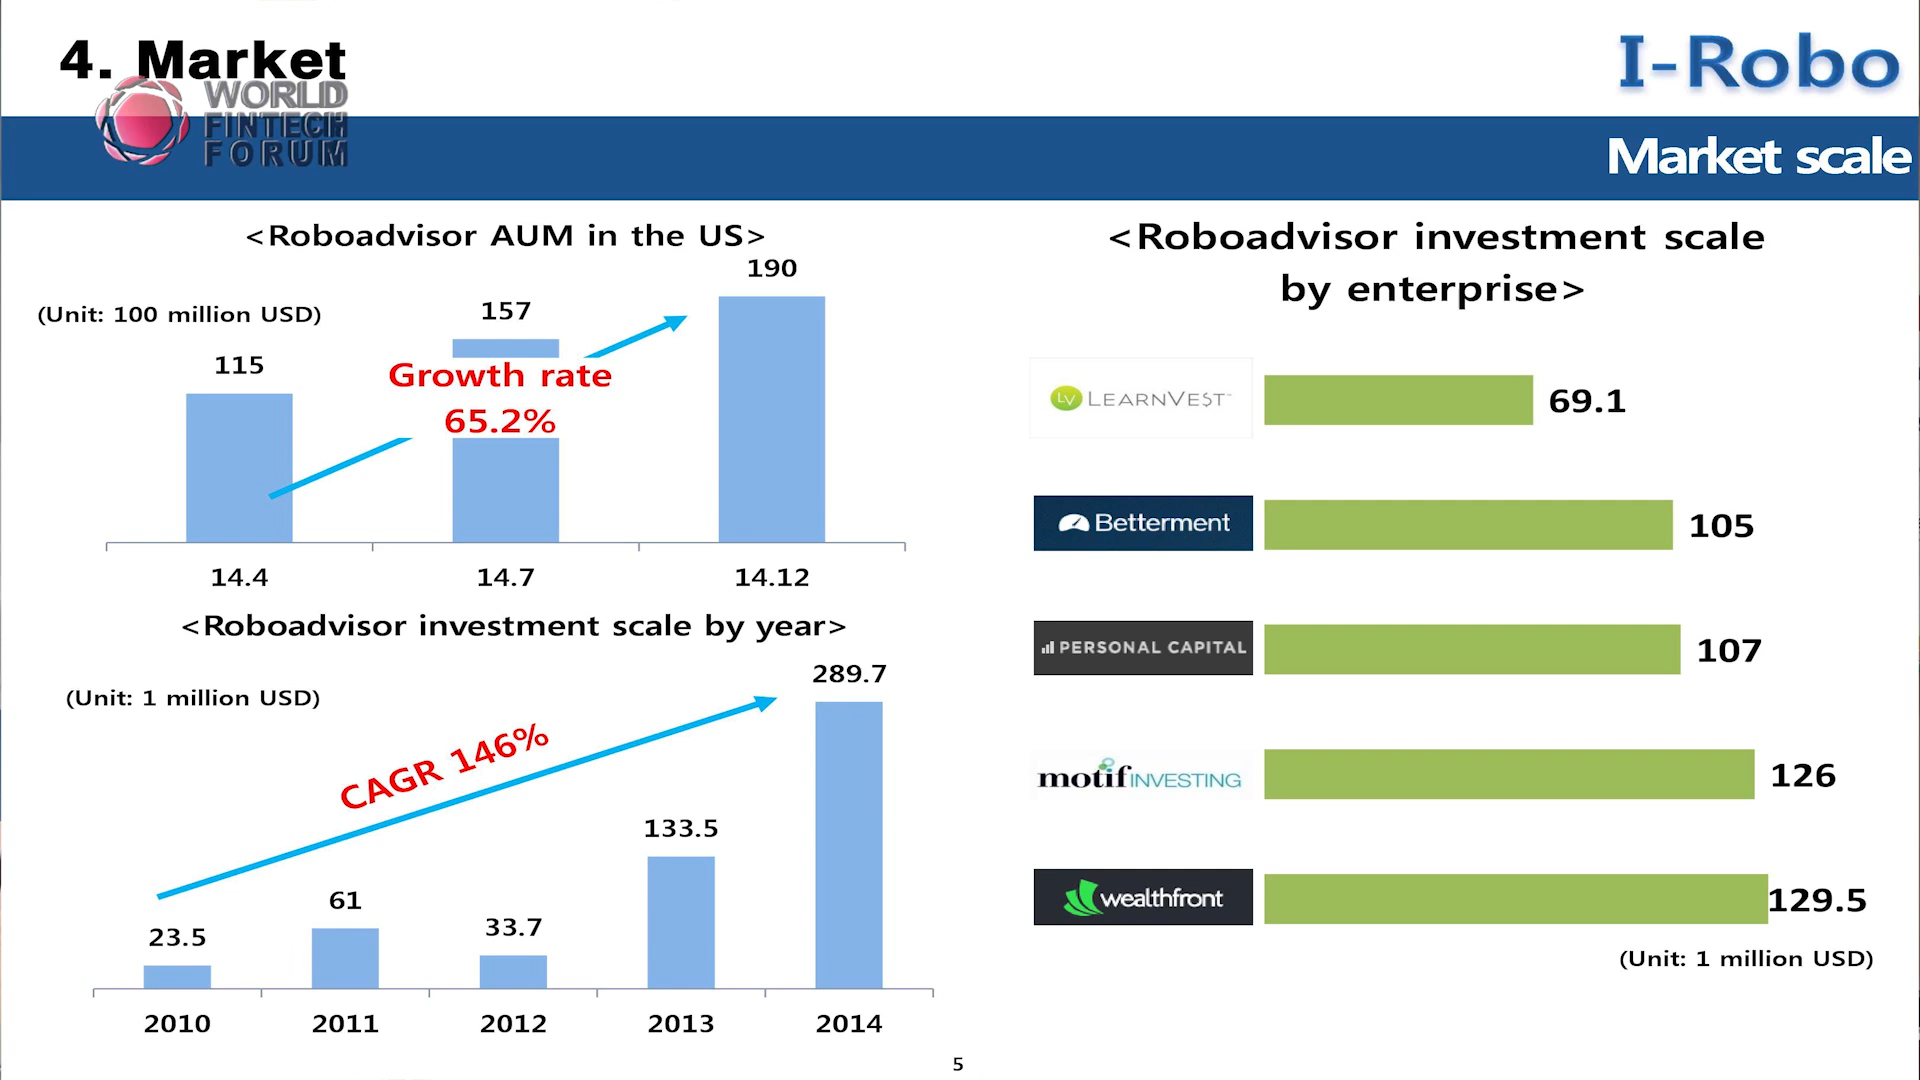 4. Market
I-Robo
WORLD
FINTECH
FORUM
Market scale
<Roboadvisor AUM in the US>
(Unit: 100 million USD)
115
157
190
Growth rate
65.2%
14.4
14.7
14.12
<Roboadvisor investment scale by year>
(Unit: 1 million USD)
CAGR 146%
23.5
61
33.7
133.5
289.7
2010
2011
2012
2013
2014
<Roboadvisor investment scale
by enterprise>
LV LEARNVE$T
69.1
Betterment
105
PERSONAL CAPITAL
107
motif INVESTING
126
wealthfront
129.5
(Unit: 1 million USD)
5